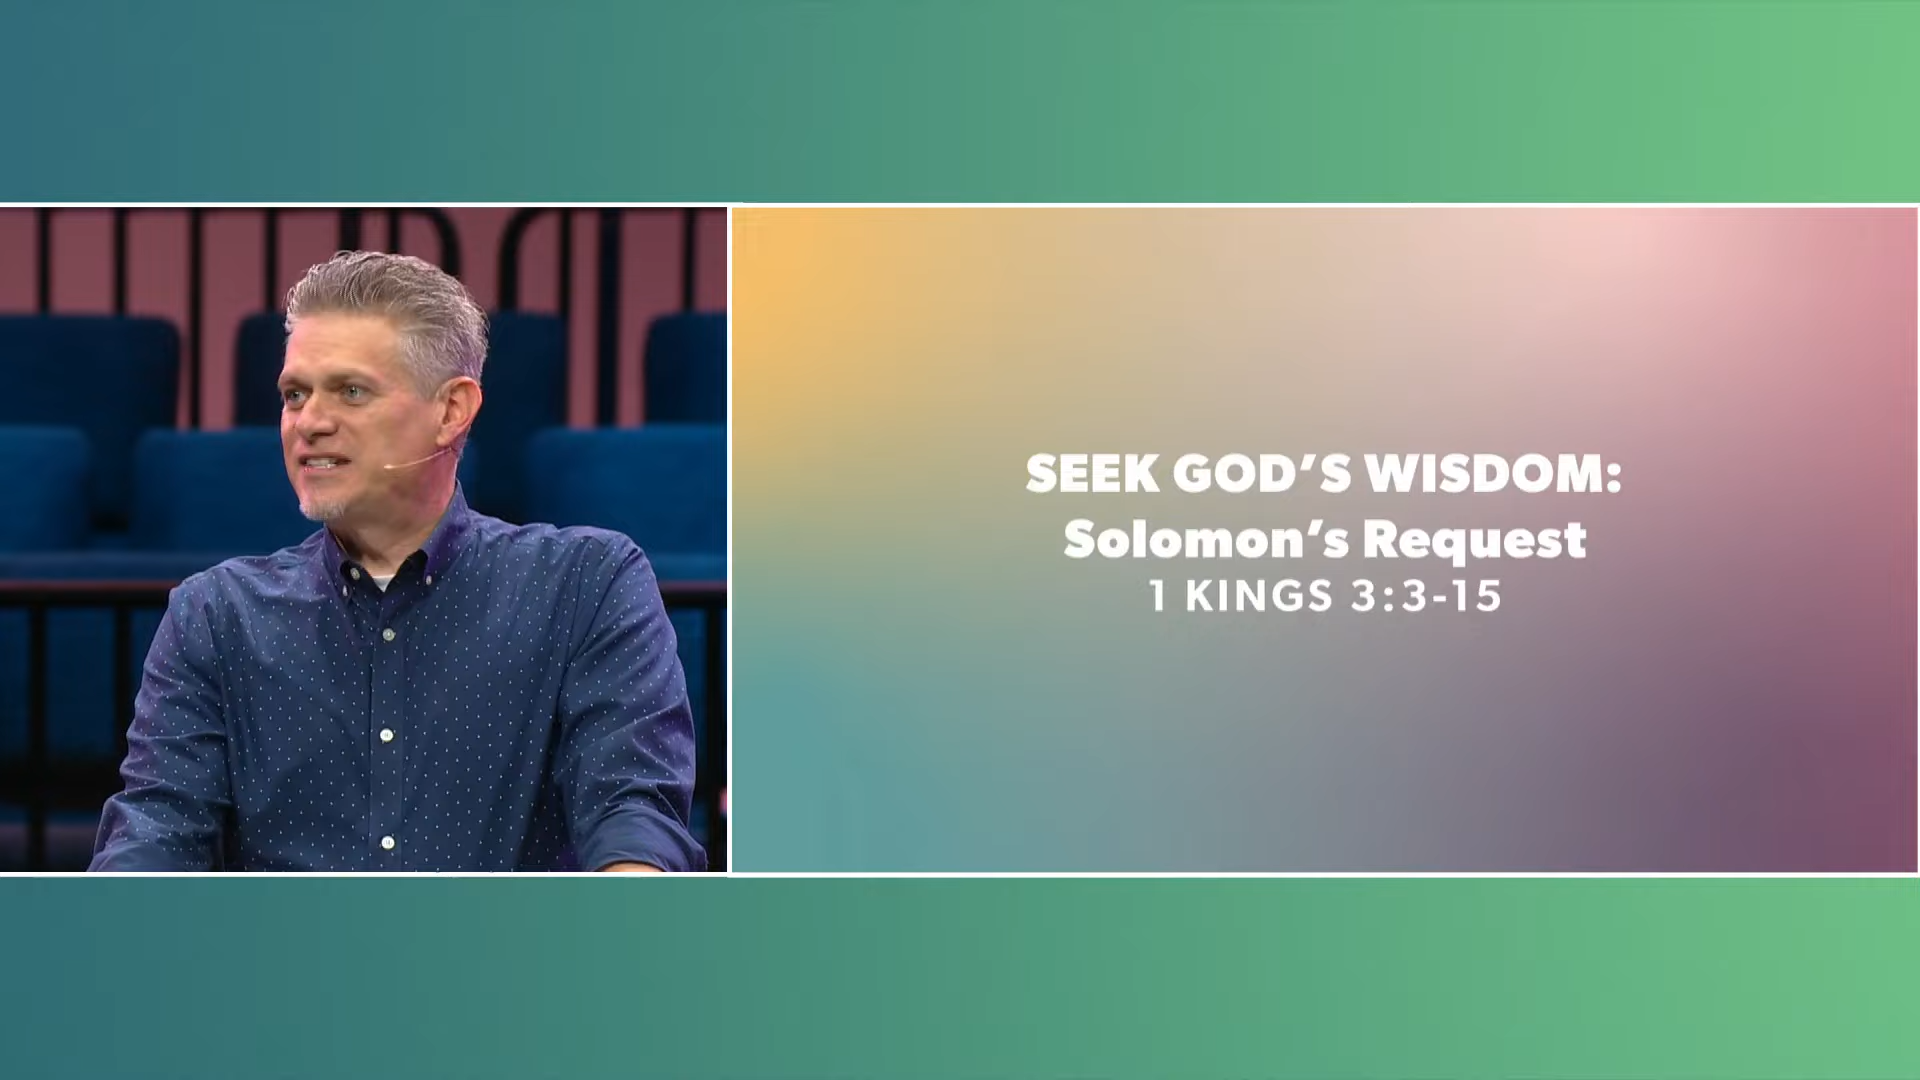 SEEK GOD’S WISDOM:
Solomon’s Request
1 KINGS 3:3-15